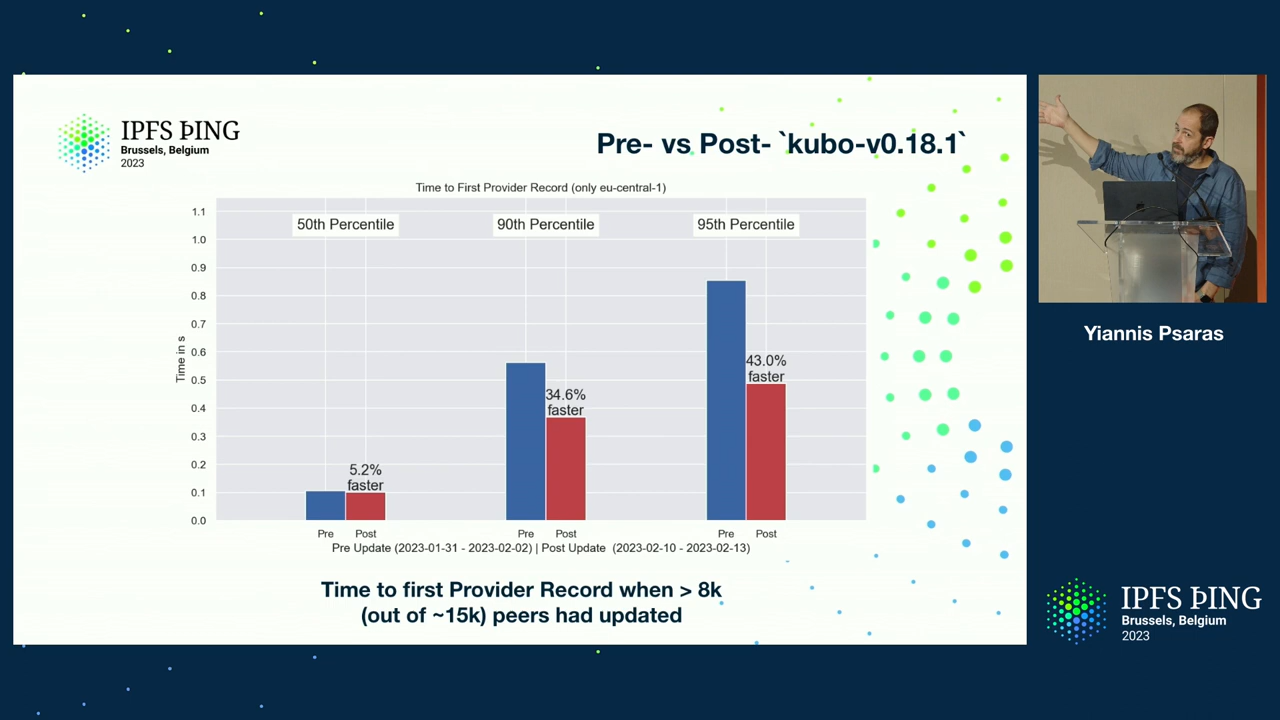 IPFS ÞING
Brussels, Belgium
2023
Pre- vs Post- `kubo-v0.18.1`
Time to First Provider Record (only eu-central-1)
50th Percentile
90th Percentile
95th Percentile
Time in s
1.1
1.0
0.9
0.8
0.7
0.6
0.5
0.4
0.3
0.2
0.1
0.0
5.2%
faster
34.6%
faster
43.0%
faster
Pre Post Pre Post Pre Post
Pre Update (2023-01-31 - 2023-02-02) | Post Update (2023-02-10 - 2023-02-13)
Time to first Provider Record when > 8k
(out of ~15k) peers had updated
Yiannis Psaras
IPFS ÞING
Brussels, Belgium
2023